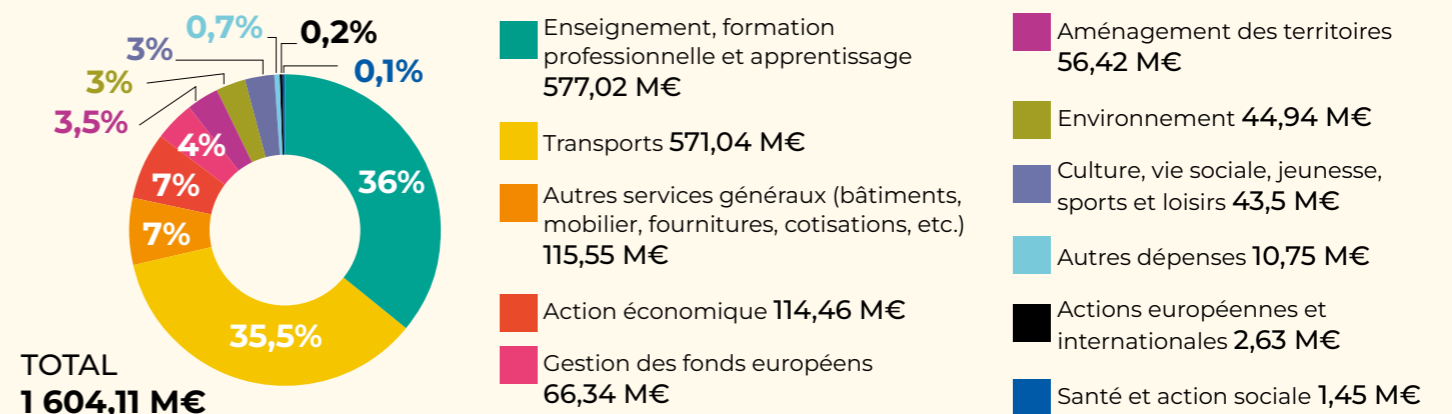 0,7%
0,2%
3%
0,1%
3%
3,5%
4%
36%
7%
7%
35,5%
TOTAL
1 604,11 M€
Enseignement, formation
professionnelle et apprentissage
577,02 M€
Transports 571,04 M€
Autres services généraux (bâtiments,
mobilier, fournitures, cotisations, etc.)
115,55 M€
Action économique 114,46 M€
Gestion des fonds européens
66,34 M€
Aménagement des territoires
56,42 M€
Environnement 44,94 M€
Culture, vie sociale, jeunesse,
sports et loisirs 43,5 M€
Autres dépenses 10,75 M€
Actions européennes et
internationales 2,63 M€
Santé et action sociale 1,45 M€